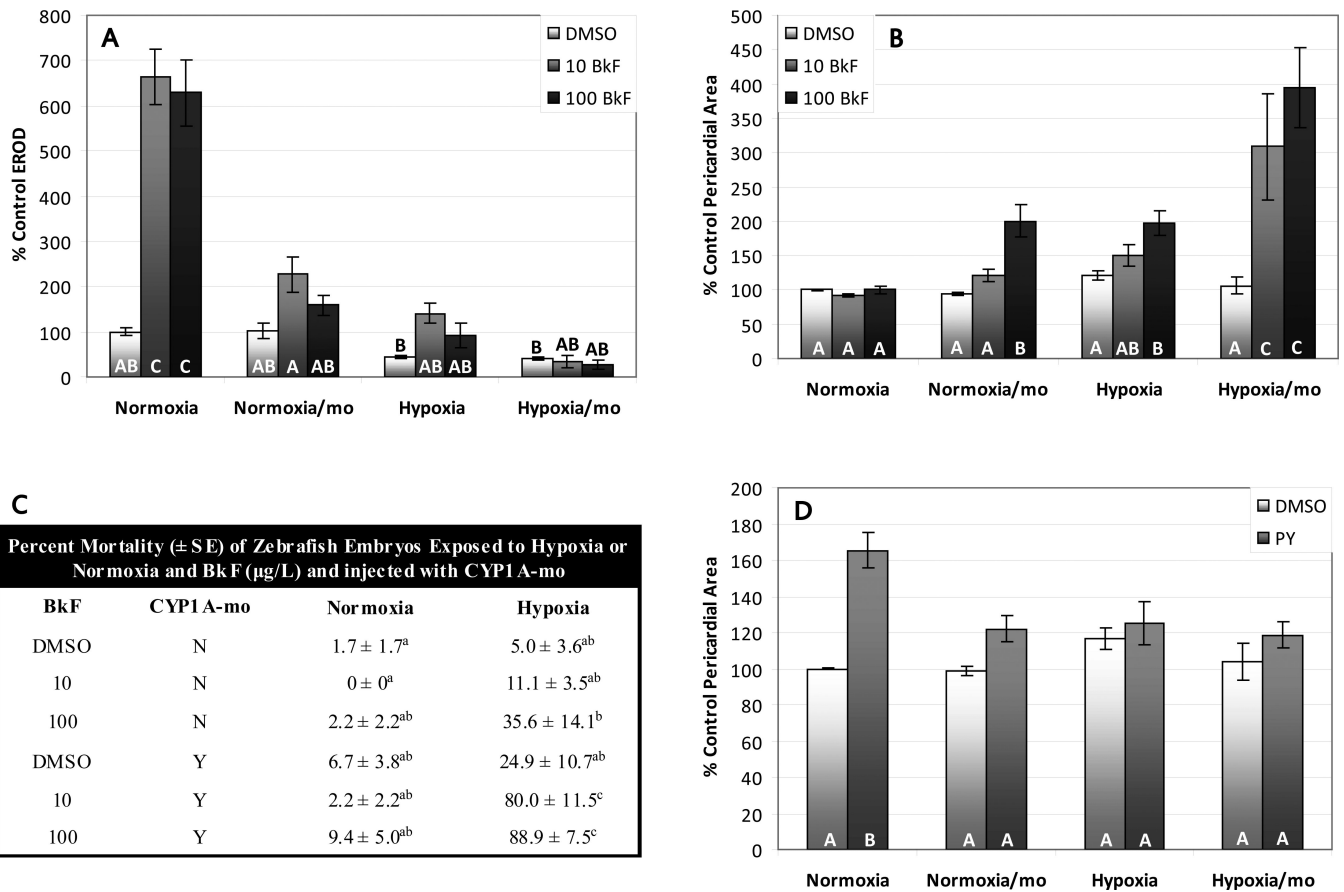 A
% Control EROD
800
700
600
500
400
300
200
100
0
DMSO
10 BkF
100 BkF
AB C C
AB A AB
B AB AB
B AB AB
Normoxia Normoxia/mo Hypoxia Hypoxia/mo
B
% Control Pericardial Area
500
450
400
350
300
250
200
150
100
50
0
DMSO
10 BkF
100 BkF
A A A
A A B
A AB B
A C C
Normoxia Normoxia/mo Hypoxia Hypoxia/mo
C
Percent Mortality (± SE) of Zebrafish Embryos Exposed to Hypoxia or
Normoxia and BkF (µg/L) and injected with CYP1A-mo
BkF CYP1A-mo Normoxia Hypoxia
DMSO N 1.7 ± 1.7ᵃ 5.0 ± 3.6ᵃᵇ
10 N 0 ± 0ᵃ 11.1 ± 3.5ᵃᵇ
100 N 2.2 ± 2.2ᵃᵇ 35.6 ± 14.1ᵇ
DMSO Y 6.7 ± 3.8ᵃᵇ 24.9 ± 10.7ᵃᵇ
10 Y 2.2 ± 2.2ᵃᵇ 80.0 ± 11.5ᶜ
100 Y 9.4 ± 5.0ᵃᵇ 88.9 ± 7.5ᶜ
D
% Control Pericardial Area
200
180
160
140
120
100
80
60
40
20
0
DMSO
PY
A B
A A
A A
A A
Normoxia Normoxia/mo Hypoxia Hypoxia/mo